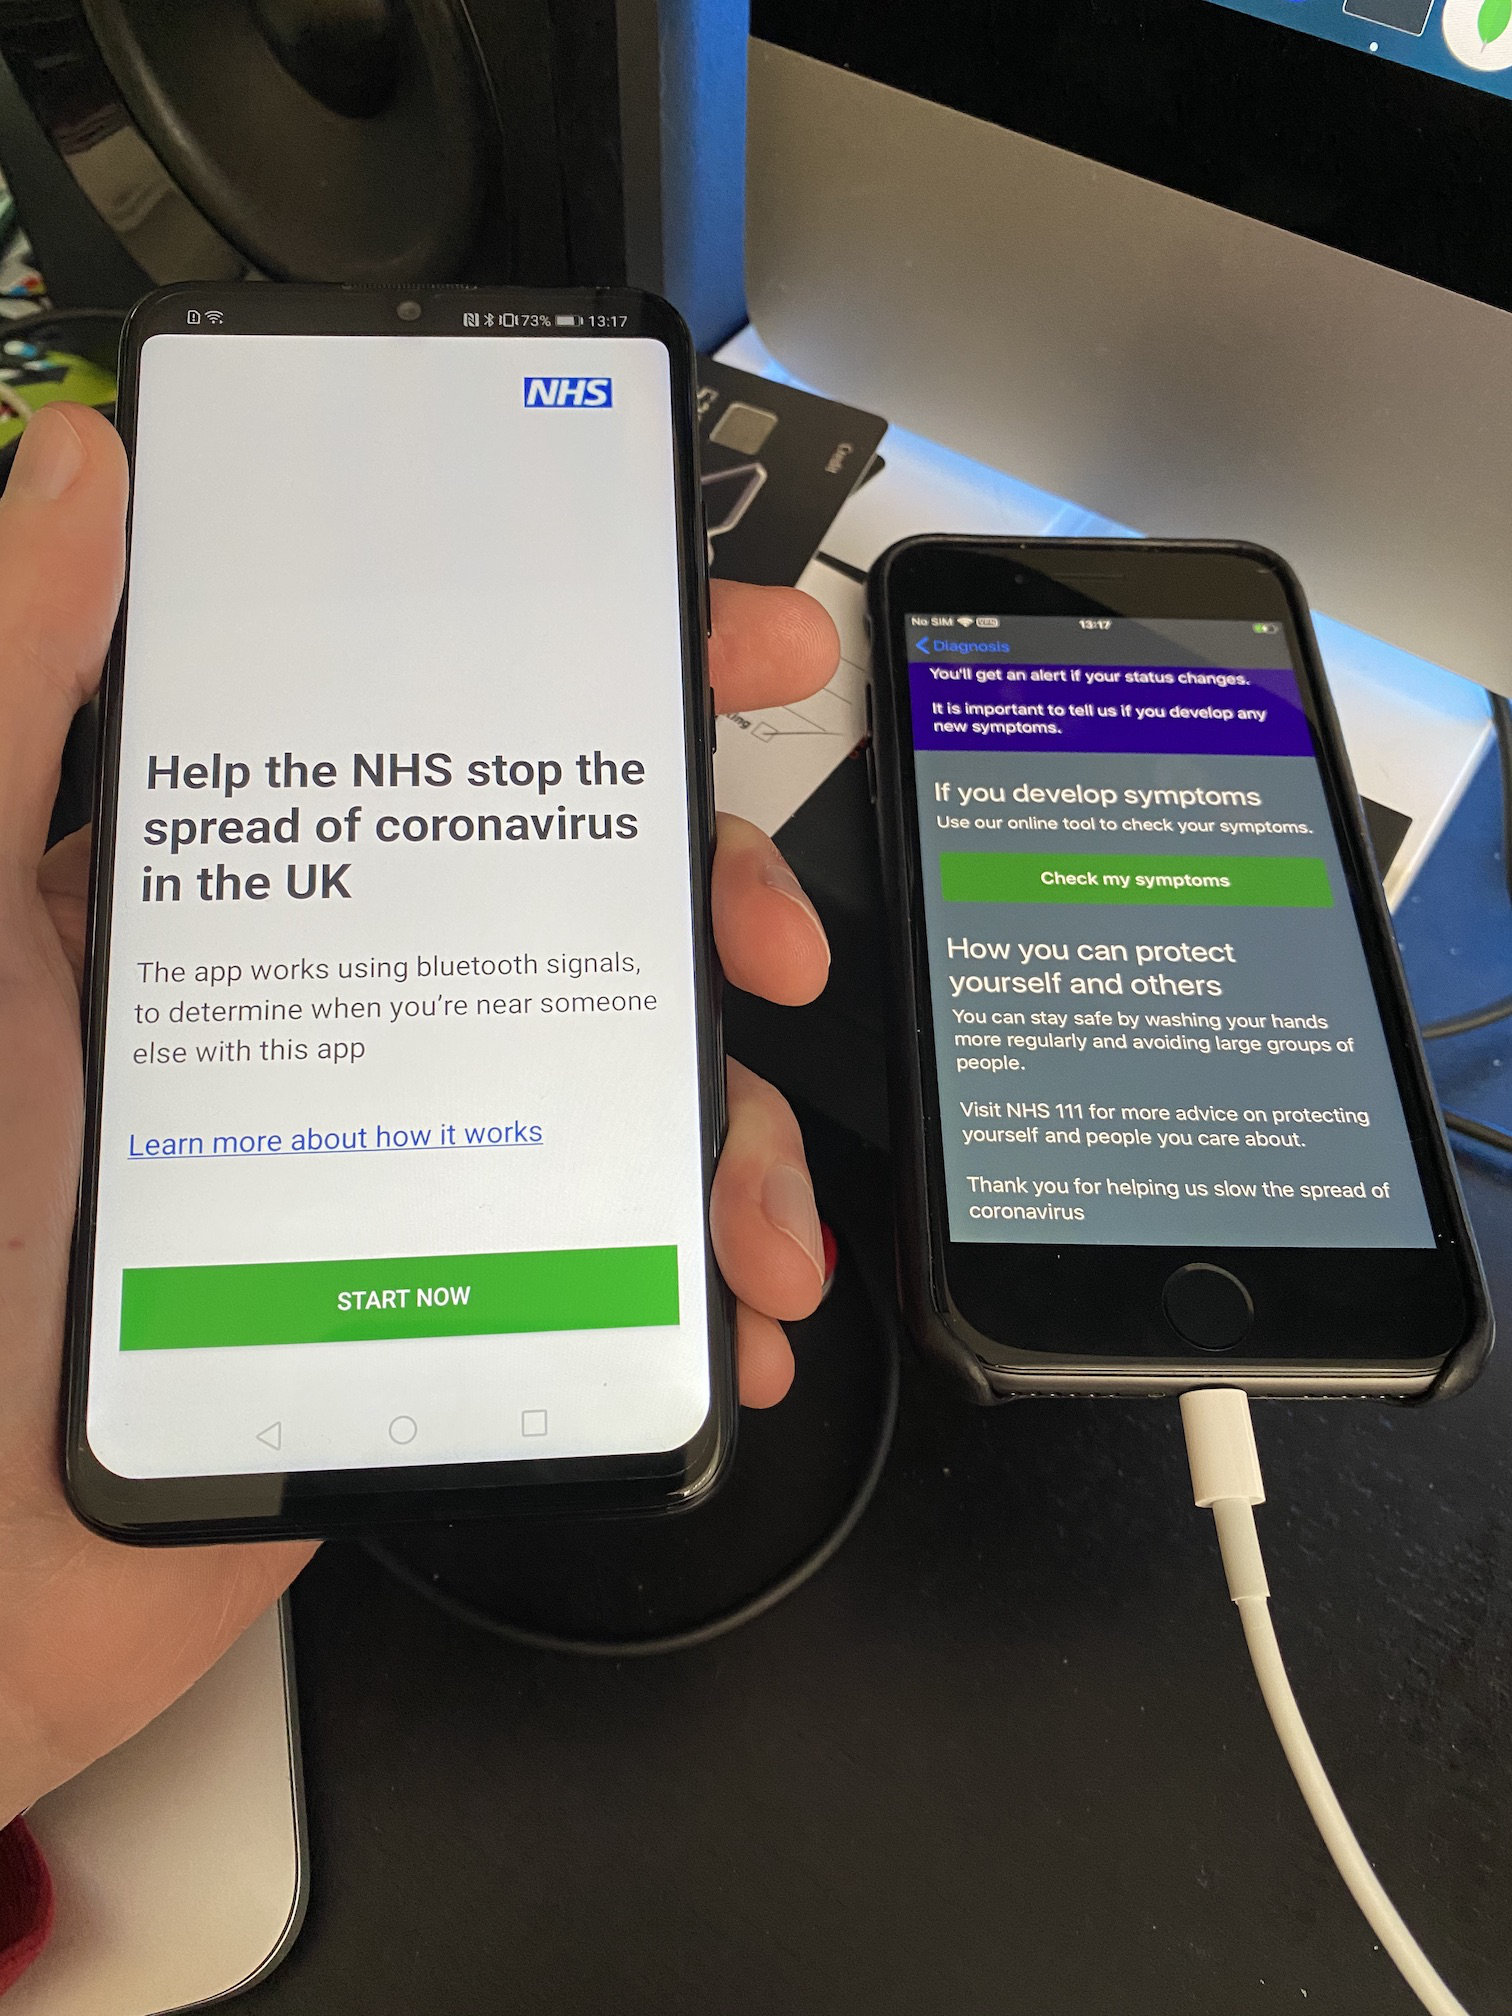 73% 13:17
NHS
Help the NHS stop the
spread of coronavirus
in the UK
The app works using bluetooth signals,
to determine when you're near someone
else with this app
Learn more about how it works
START NOW
Credit
No SIM
13:17
Diagnosis
You'll get an alert if your status changes.
It is important to tell us if you develop any
new symptoms.
If you develop symptoms
Use our online tool to check your symptoms.
Check my symptoms
How you can protect
yourself and others
You can stay safe by washing your hands
more regularly and avoiding large groups of
people.
Visit NHS 111 for more advice on protecting
yourself and people you care about.
Thank you for helping us slow the spread of
coronavirus